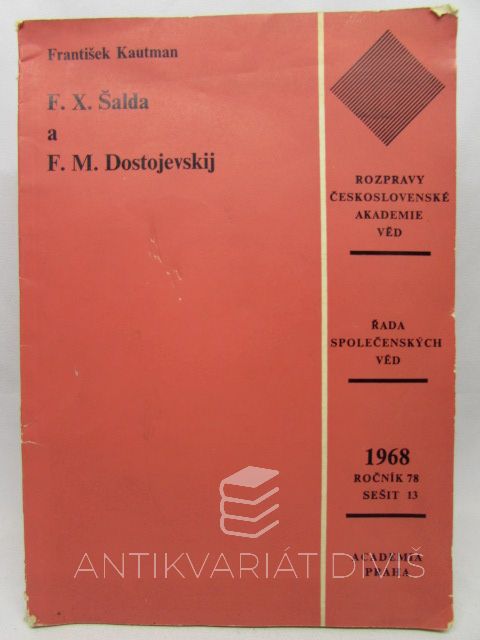 František Kautman
F. X. Šalda
a
F. M. Dostojevskij
ROZPRAVY
ČESKOSLOVENSKÉ
AKADEMIE
VĚD
ŘADA
SPOLEČENSKÝCH
VĚD
1968
ROČNÍK 78
SEŠIT 13
ACADEMIA
PRAHA
ANTIKVARIÁT DIVIŠ